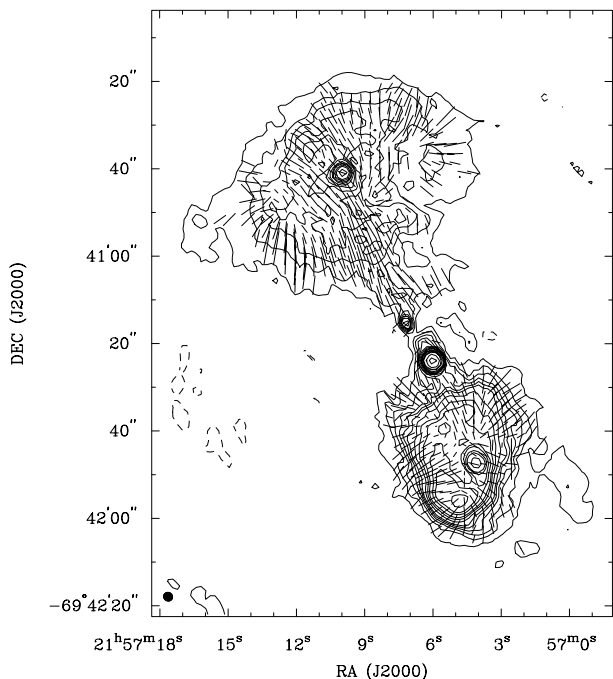 20″
40″
41′00″
20″
40″
42′00″
−69°42′20″
DEC (J2000)
21ʰ57ᵐ18ˢ 15ˢ 12ˢ 9ˢ 6ˢ 3ˢ 57ᵐ0ˢ
RA (J2000)